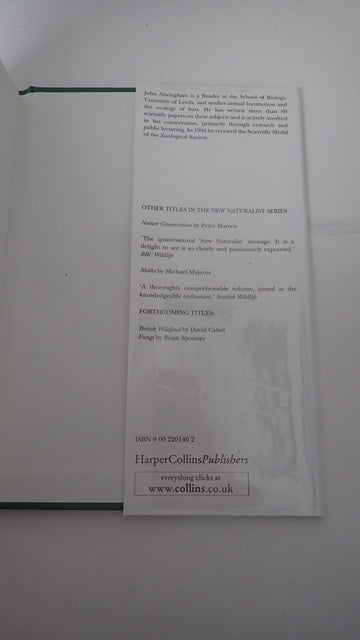 John Altringham is a Reader at the School of Biology,
University of Leeds, and studies animal locomotion and
the ecology of bats. He has written more than 60
scientific papers on these subjects and is actively involved
in bat conservation, primarily through research and
public lecturing. In 1994 he received the Scientific Medal
of the Zoological Society.
OTHER TITLES IN THE NEW NATURALIST SERIES
Nature Conservation by Peter Marren
'The quintessential 'New Naturalist' message. It is a
delight to see it so clearly and passionately expressed.'
BBC Wildlife
Moths by Michael Majerus
'A thoroughly comprehensible volume, aimed at the
knowledgeable enthusiast.' Scottish Wildlife
FORTHCOMING TITLES:
British Wildfowl by David Cabot
Fungi by Brian Spooner
ISBN 0 00 220140 2
HarperCollinsPublishers
everything clicks at
www.collins.co.uk